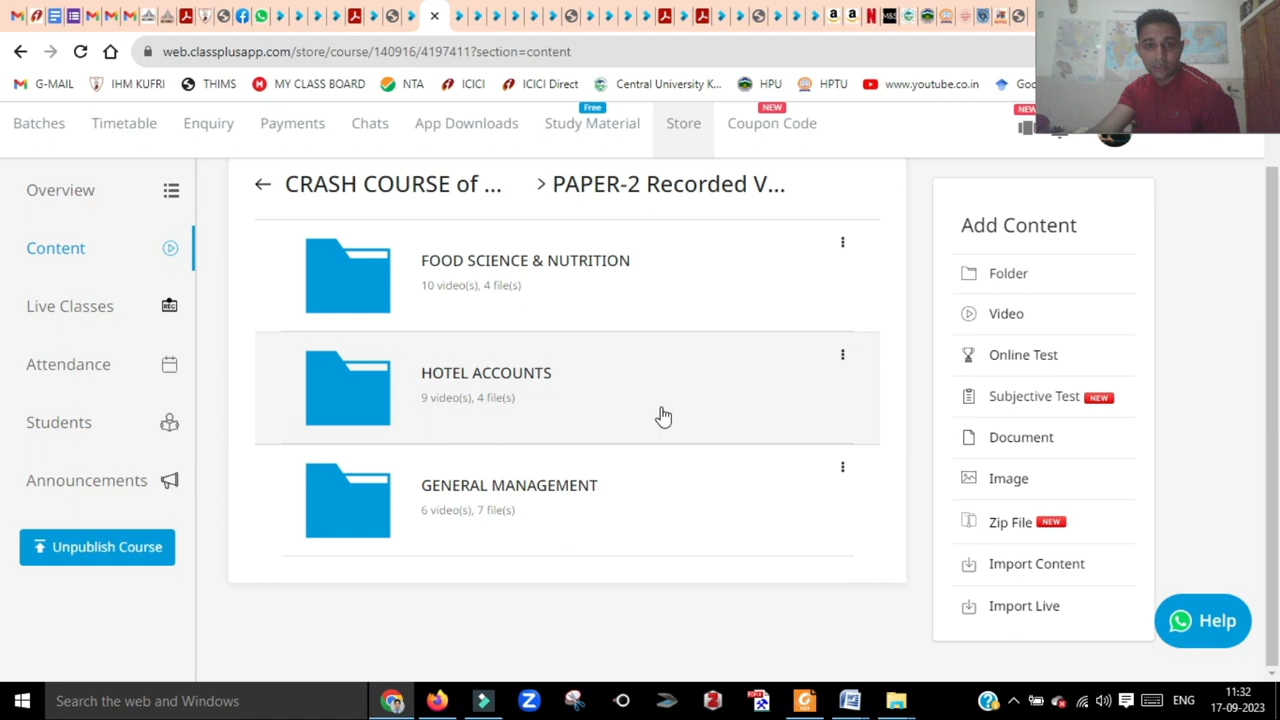 web.classplusapp.com/store/course/140916/4197411?section=content
G-MAIL
IHM KUFRI
THIMS
MY CLASS BOARD
NTA
ICICI
ICICI Direct
Central University K...
HPU
HPTU
www.youtube.co.in
Goo
Free
NEW
NEW
Batches
Timetable
Enquiry
Payments
Chats
App Downloads
Study Material
Store
Coupon Code
Overview
Content
Live Classes
REC
Attendance
Students
Announcements
Unpublish Course
CRASH COURSE of ... > PAPER-2 Recorded V...
FOOD SCIENCE & NUTRITION
10 video(s), 4 file(s)
HOTEL ACCOUNTS
9 video(s), 4 file(s)
GENERAL MANAGEMENT
6 video(s), 7 file(s)
Add Content
Folder
Video
Online Test
Subjective Test NEW
Document
Image
Zip File NEW
Import Content
Import Live
Help
Search the web and Windows
ENG
11:32
17-09-2023